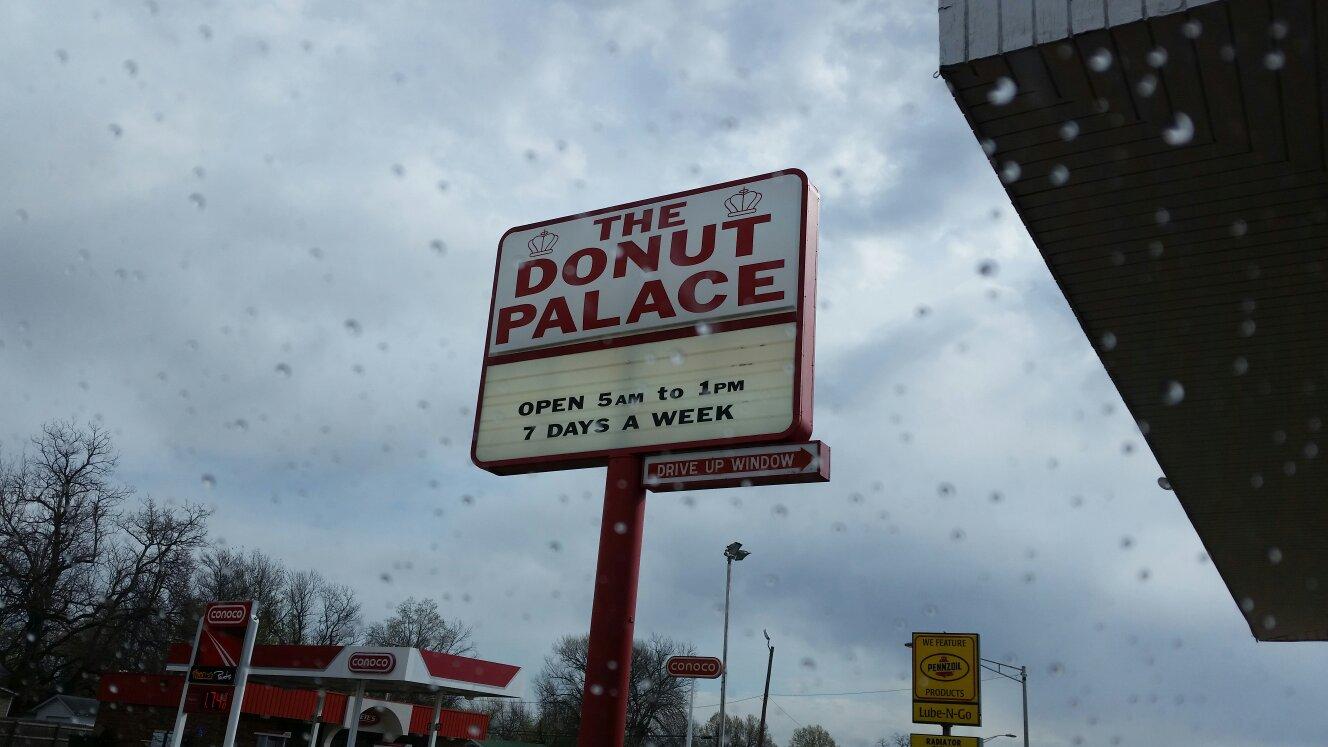 THE
DONUT
PALACE
OPEN 5AM to 1PM
7 DAYS A WEEK
DRIVE UP WINDOW
conoco
conoco
conoco
WE FEATURE
PENNZOIL
PRODUCTS
Lube-N-Go
RADIATOR